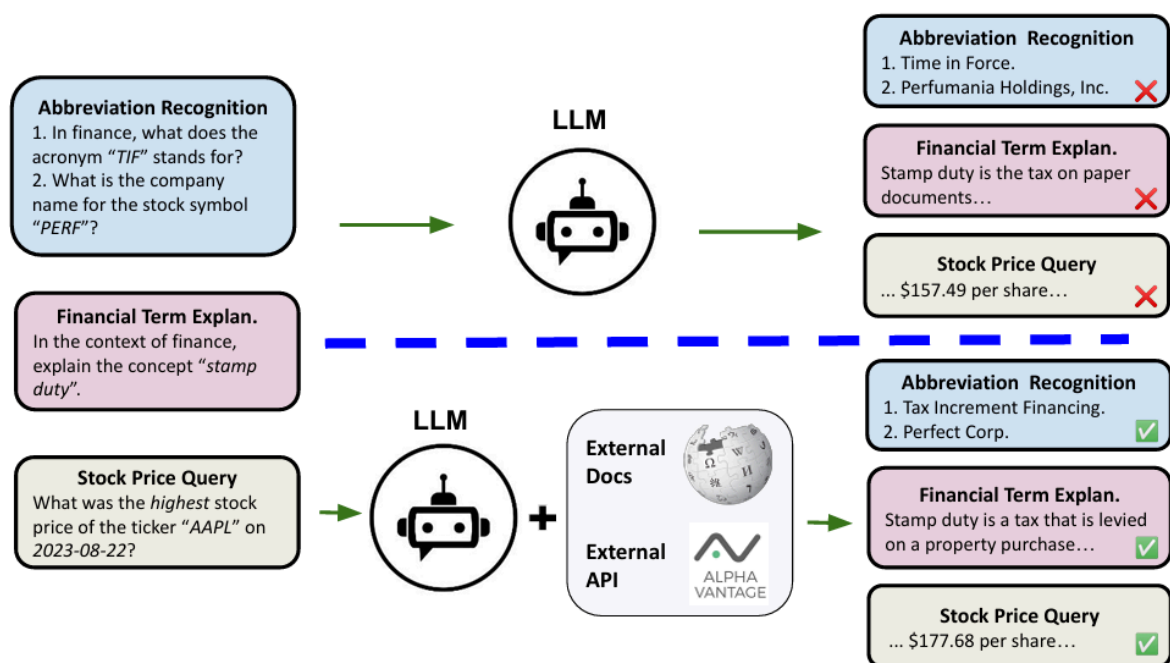 Abbreviation Recognition
1. In finance, what does the
acronym “TIF” stands for?
2. What is the company
name for the stock symbol
“PERF”?
Financial Term Explan.
In the context of finance,
explain the concept “stamp
duty”.
Stock Price Query
What was the highest stock
price of the ticker “AAPL” on
2023-08-22?
LLM
Abbreviation Recognition
1. Time in Force.
2. Perfumania Holdings, Inc.
Financial Term Explan.
Stamp duty is the tax on paper
documents…
Stock Price Query
... $157.49 per share…
LLM
+
External
Docs
External
API
ALPHA
VANTAGE
Abbreviation Recognition
1. Tax Increment Financing.
2. Perfect Corp.
Financial Term Explan.
Stamp duty is a tax that is levied
on a property purchase…
Stock Price Query
... $177.68 per share…